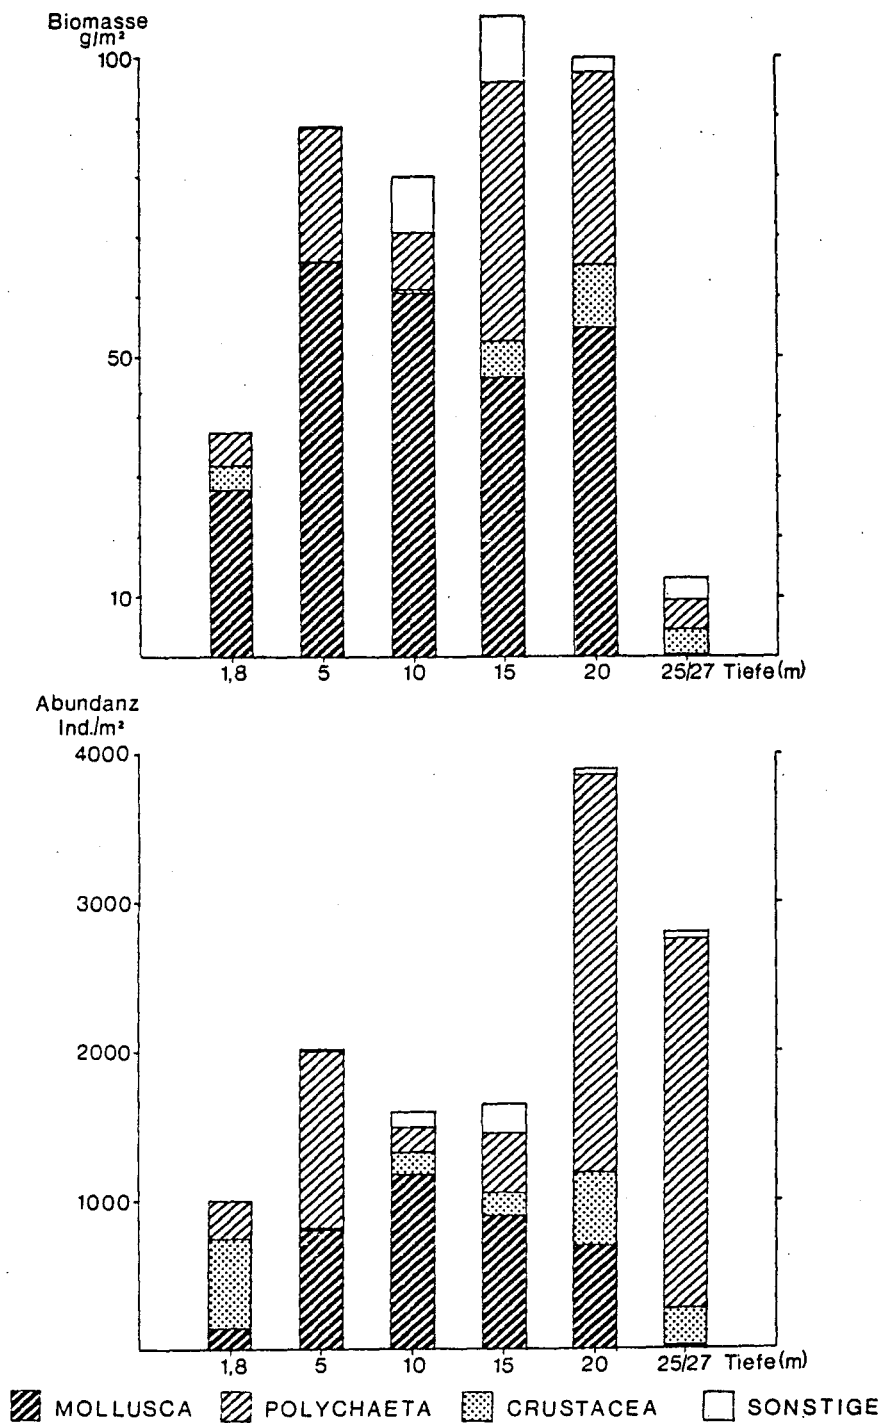 Biomasse
g/m²
100
50
10
1,8 5 10 15 20 25/27 Tiefe (m)
Abundanz
Ind./m²
4000
3000
2000
1000
1,8 5 10 15 20 25/27 Tiefe (m)
MOLLUSCA POLYCHAETA CRUSTACEA SONSTIGE